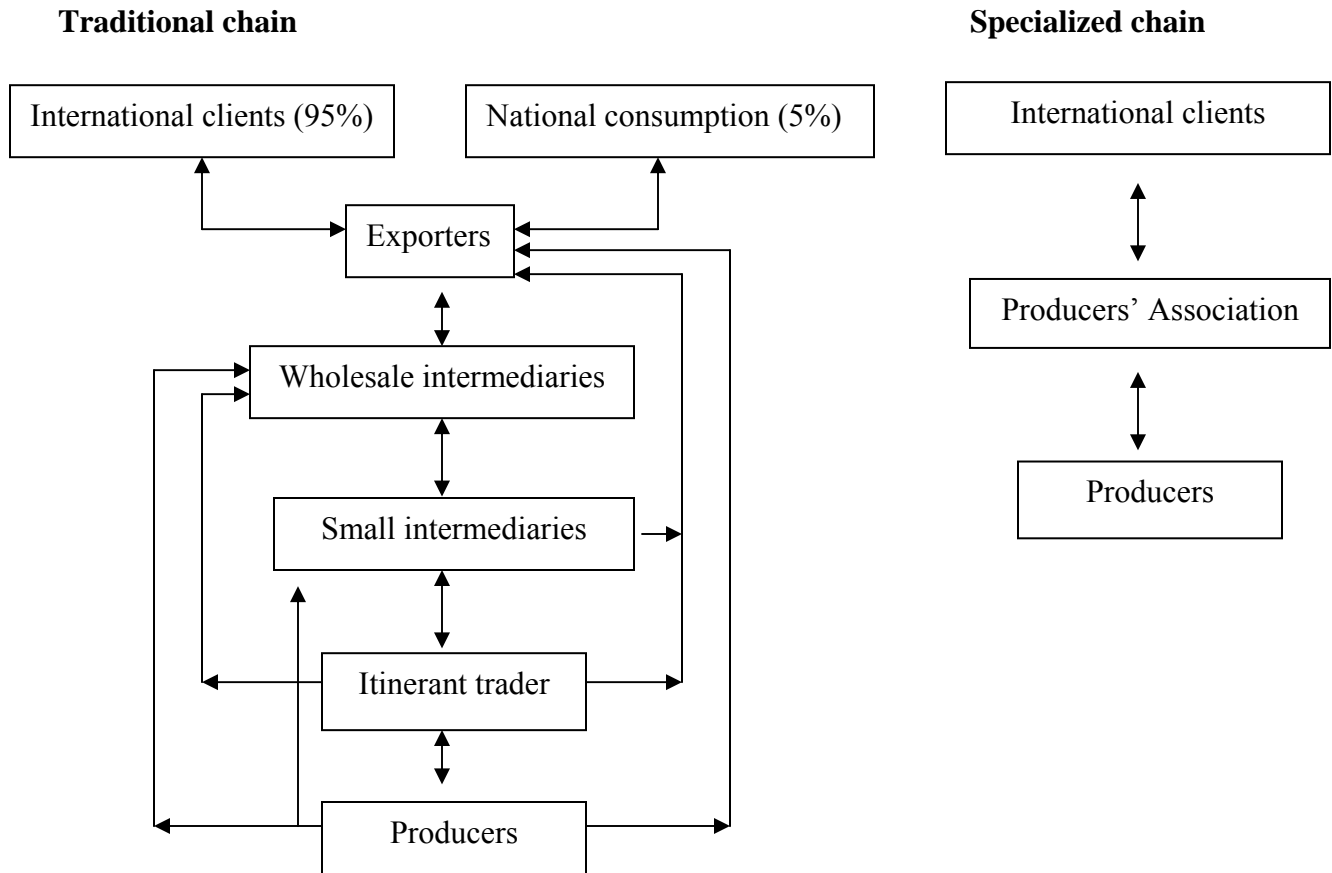 Traditional chain
Specialized chain
International clients (95%)
National consumption (5%)
International clients
Exporters
Producers’ Association
Wholesale intermediaries
Producers
Small intermediaries
Itinerant trader
Producers